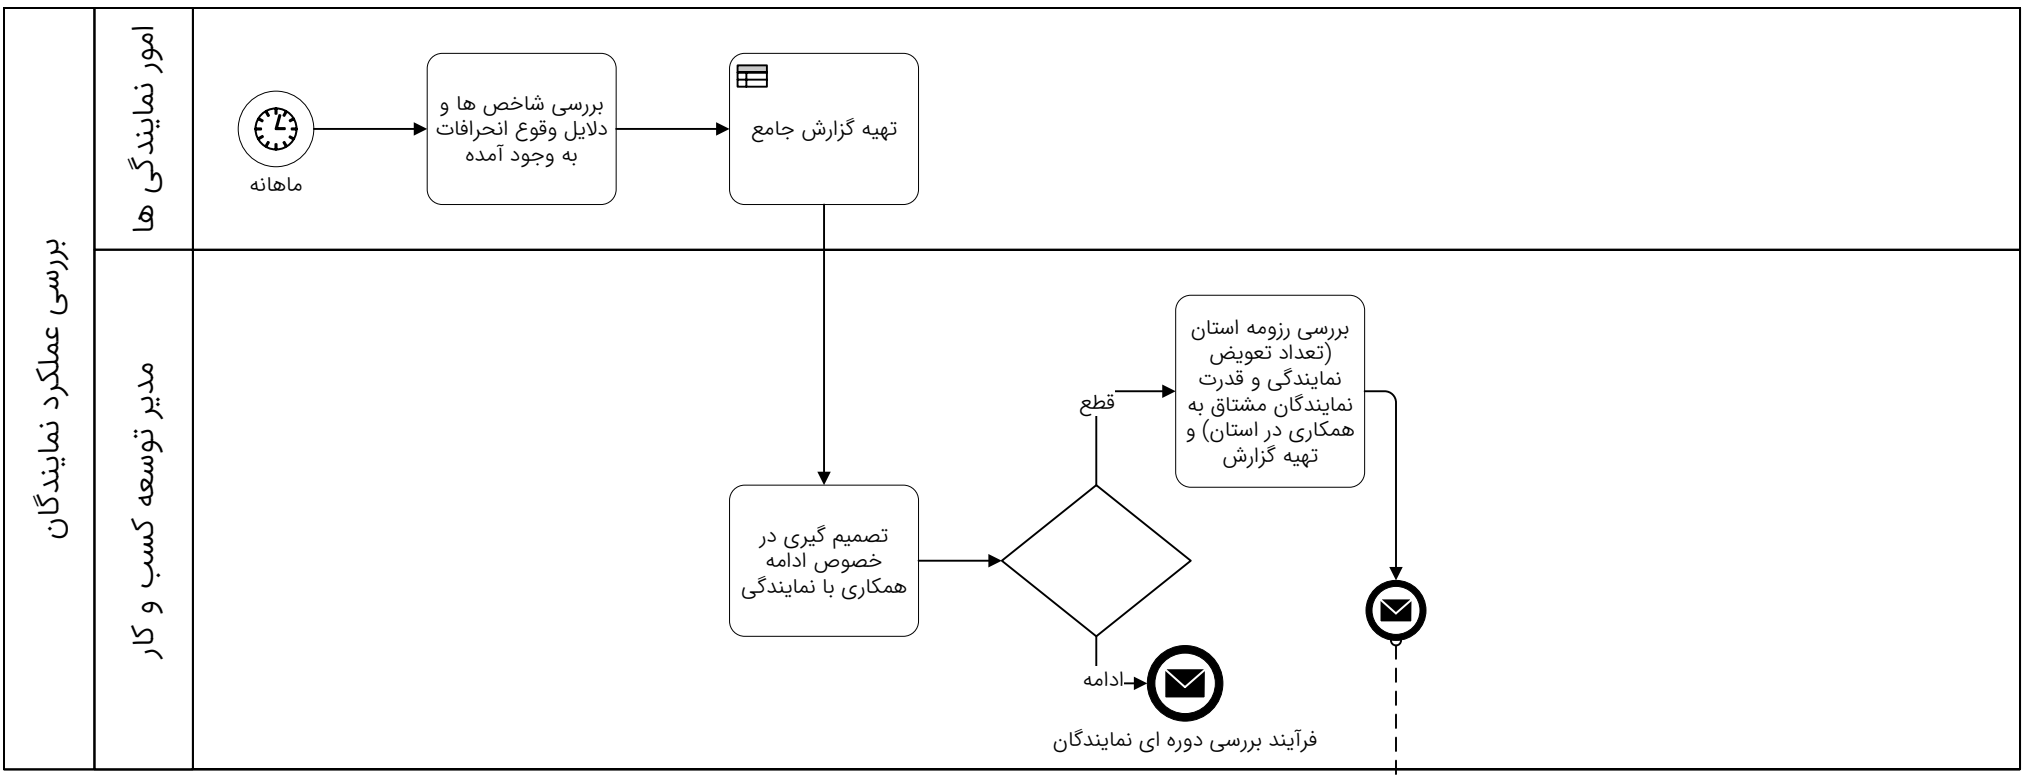 بررسی عملکرد نمایندگان
امور نمایندگی ها
ماهانه
بررسی شاخص ها و
دلایل وقوع انحرافات
به وجود آمده
تهیه گزارش جامع
مدیر توسعه کسب و کار
تصمیم گیری در
خصوص ادامه
همکاری با نمایندگی
قطع
بررسی رزومه استان
(تعداد تعویض
نمایندگی و قدرت
نمایندگان مشتاق به
همکاری در استان) و
تهیه گزارش
ادامه
فرآیند بررسی دوره ای نمایندگان